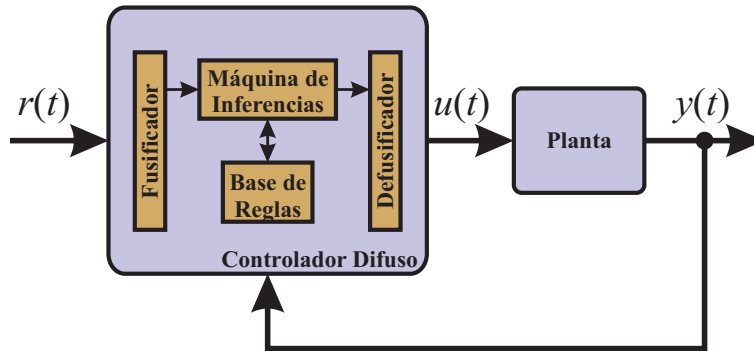 r(t)
Fusificador
Máquina de
Inferencias
Base de
Reglas
Defusificador
Controlador Difuso
u(t)
Planta
y(t)